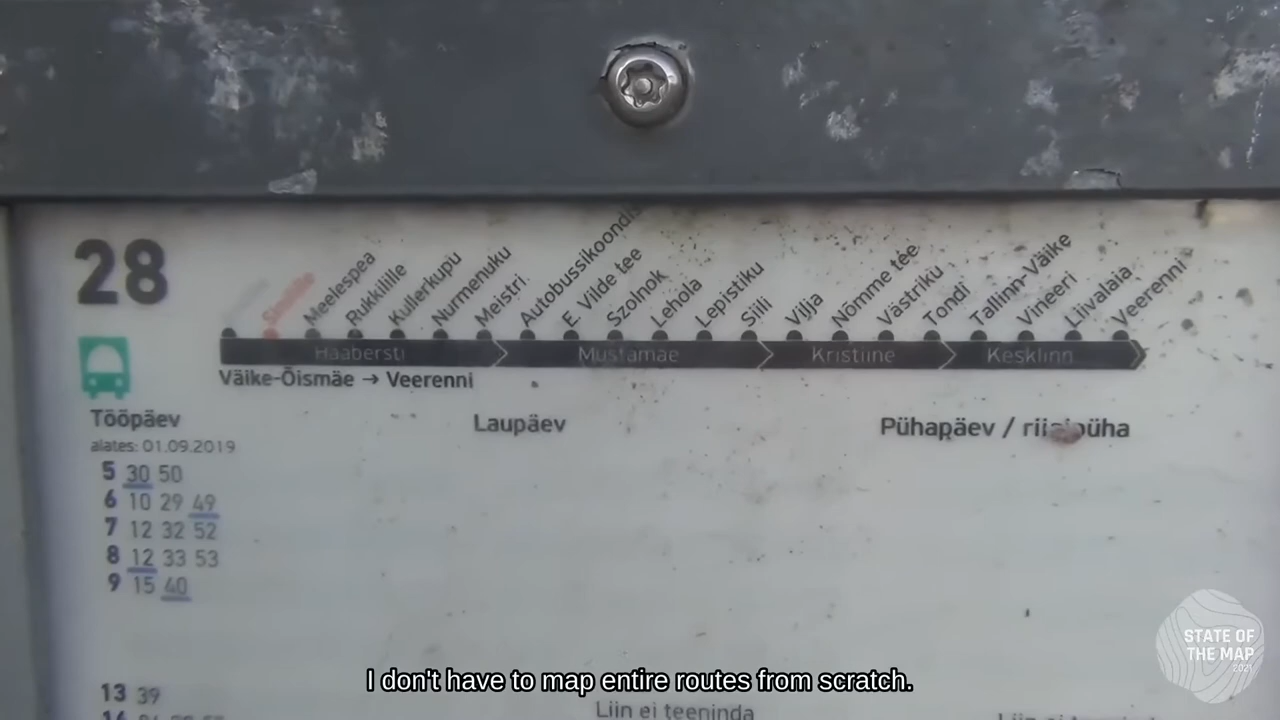 28
Meelespea
Rukkilille
Kullerkupu
Nurmenuku
Meistri
Autobussikoondis
E. Vilde tee
Szolnok
Lehola
Lepistiku
Siili
Vilja
Nõmme tee
Västriku
Tondi
Tallinn-Väike
Vineeri
Liivalaia
Veerenni
Haabersti Mustamäe Kristiine Kesklinn
Väike-Õismäe → Veerenni
Tööpäev Laupäev Pühapäev /
alates: 01.09.2019
5 30 50
6 10 29 49
7 12 32 52
8 12 33 53
9 15 40
13 39
Liin ei teeninda
I don't have to map entire routes from scratch.
STATE OF
THE MAP
2021